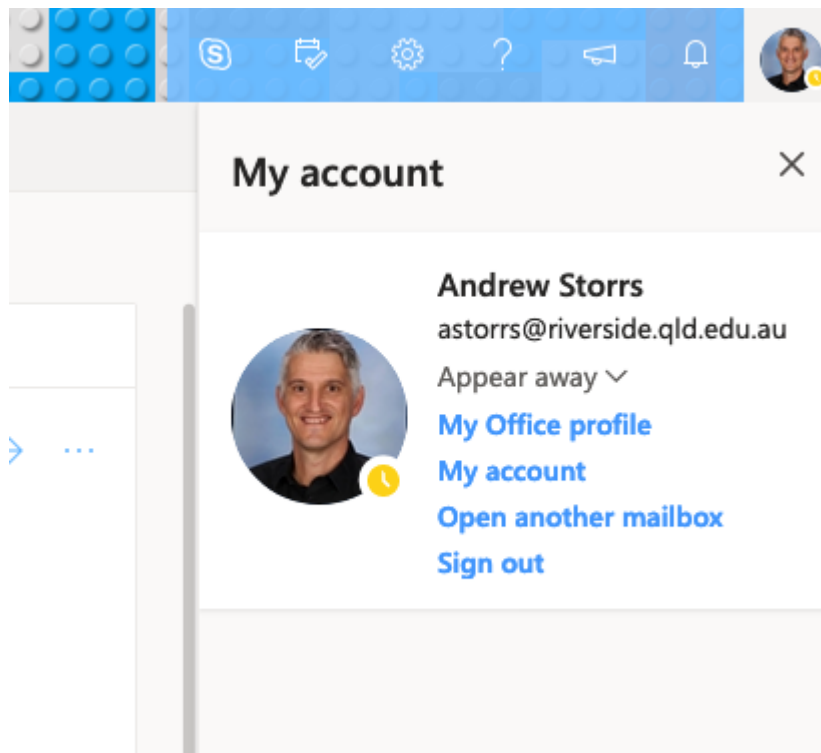 My account
Andrew Storrs
astorrs@riverside.qld.edu.au
Appear away
My Office profile
My account
Open another mailbox
Sign out